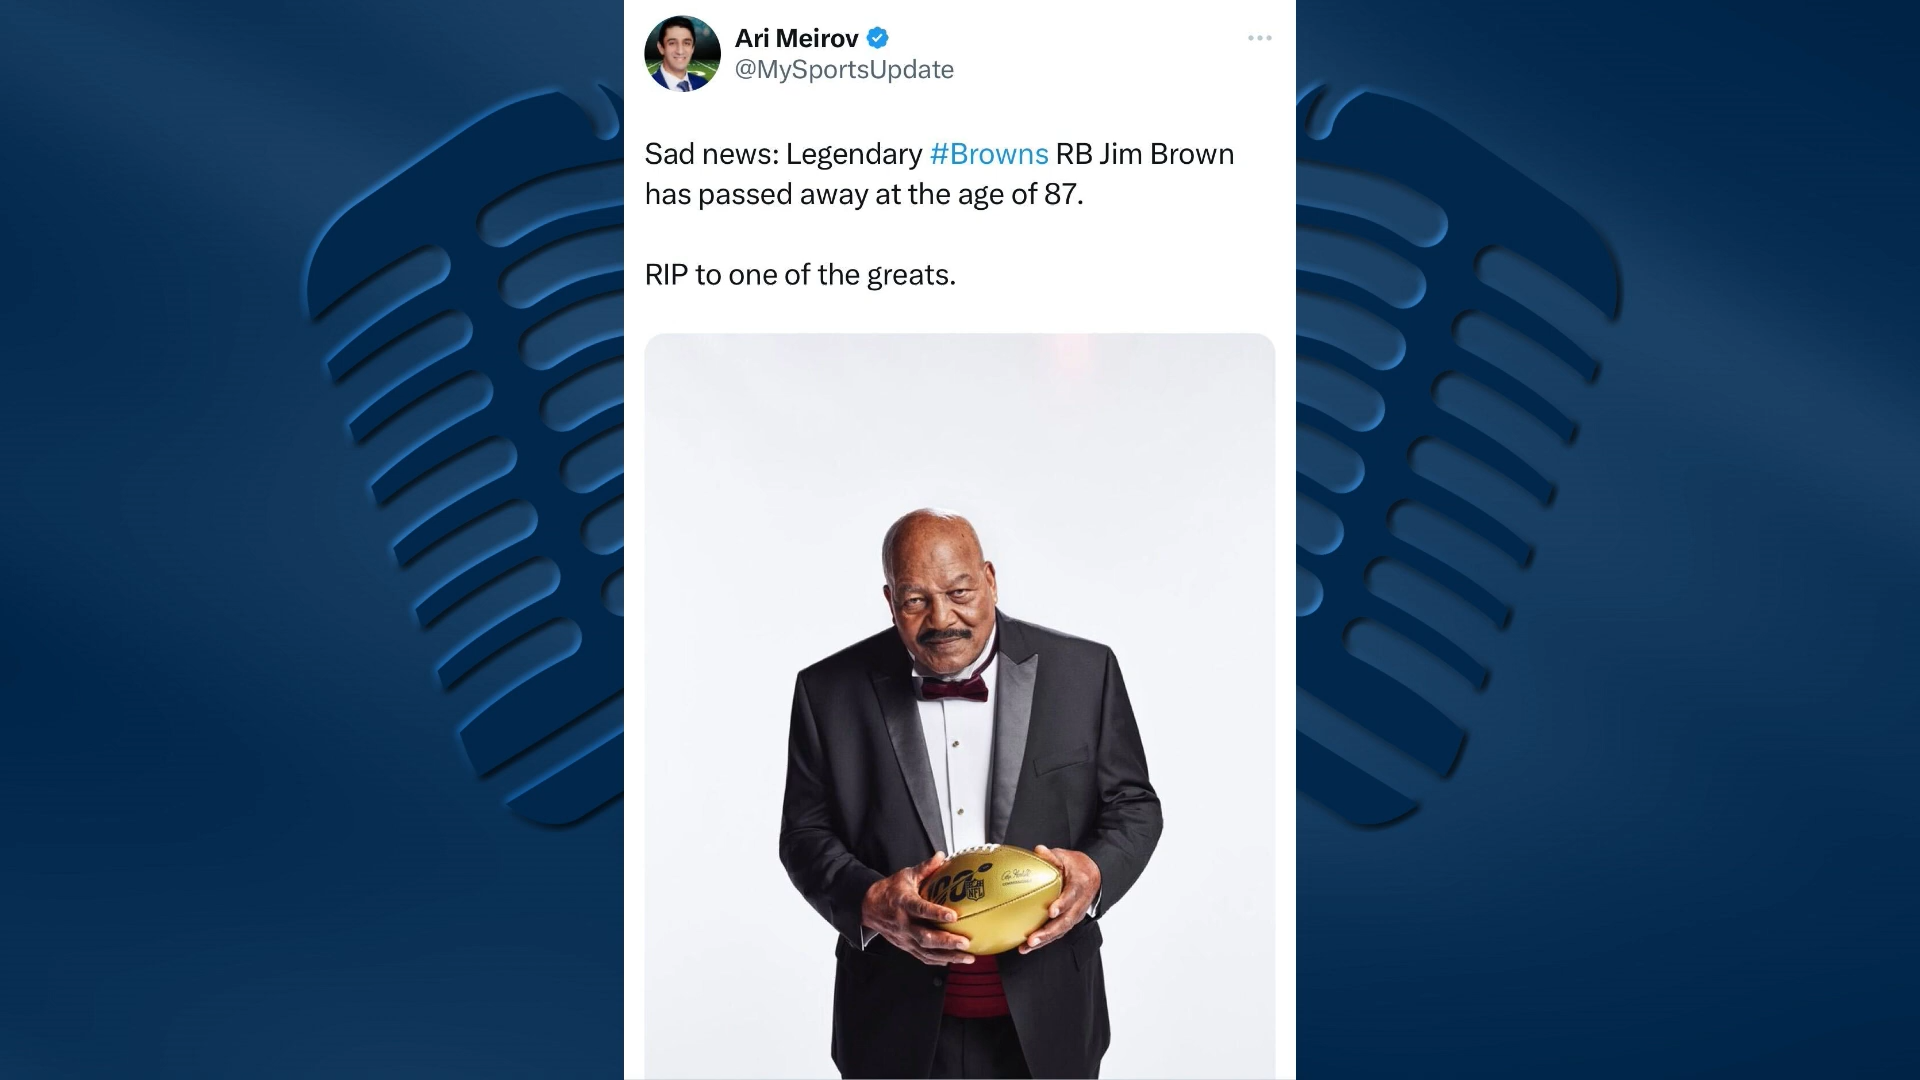 Ari Meirov
@MySportsUpdate
Sad news: Legendary #Browns RB Jim Brown
has passed away at the age of 87.
RIP to one of the greats.
100
NFL